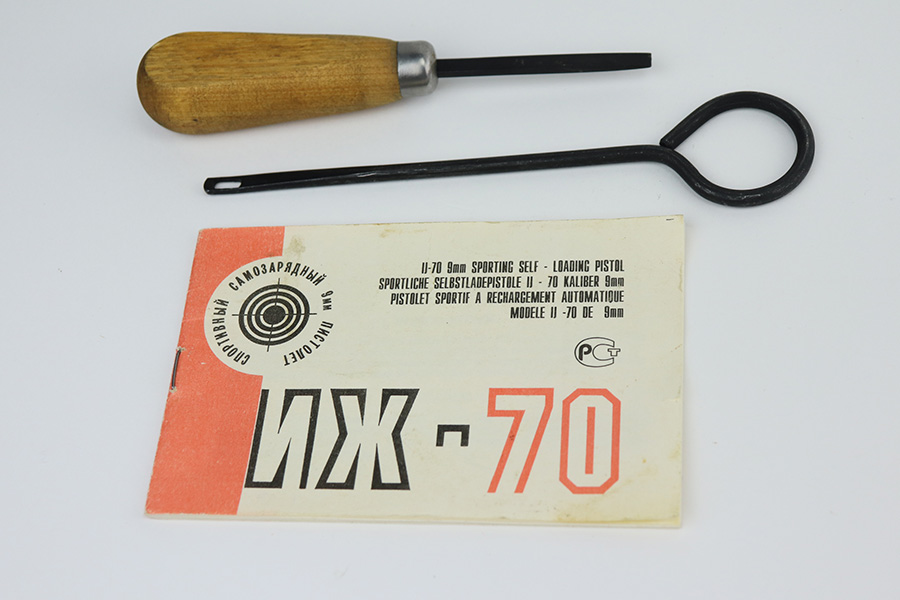 СПОРТИВНЫЙ САМОЗАРЯДНЫЙ 9мм ПИСТОЛЕТ
IJ-70 9mm SPORTING SELF - LOADING PISTOL
SPORTLICHE SELBSTLADEPISTOLE IJ - 70 KALIBER 9mm
PISTOLET SPORTIF A RECHARGEMENT AUTOMATIQUE
MODELE IJ -70 DE 9mm
РСТ
ИЖ-70